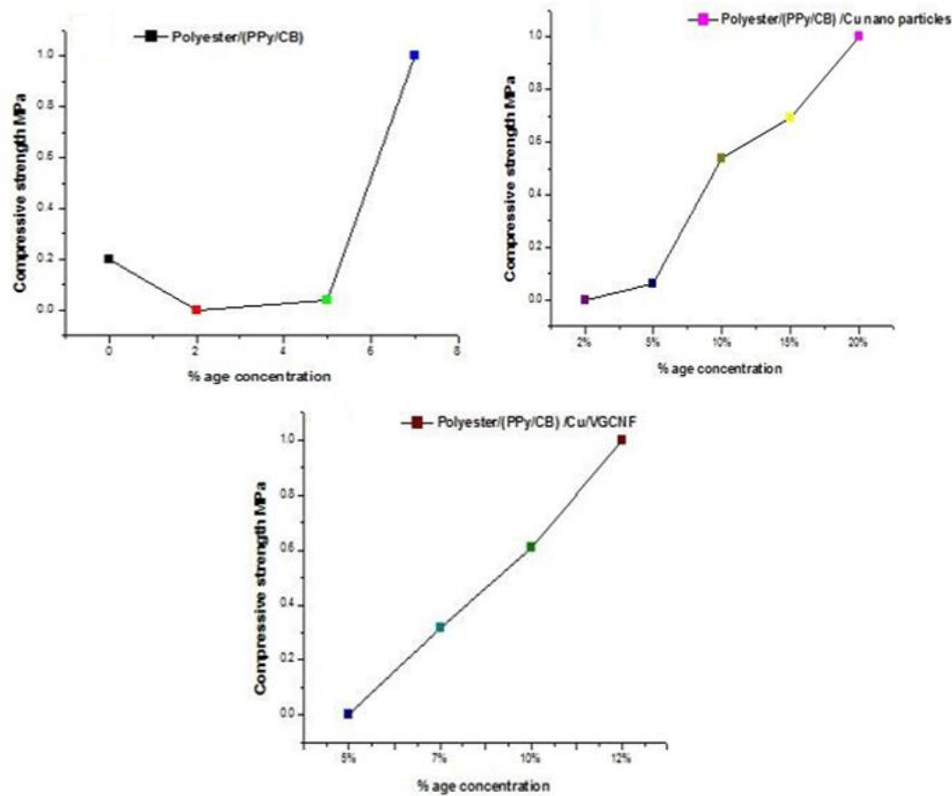 Polyester/(PPy/CB)
Compressive strength MPa
1.0
0.8
0.6
0.4
0.2
0.0
0 2 4 6 8
% age concentration
Polyester/(PPy/CB) /Cu nano particles
Compressive strength MPa
1.0
0.8
0.6
0.4
0.2
0.0
2% 5% 10% 15% 20%
% age concentration
Polyester/(PPy/CB) /Cu/VGCNF
Compressive strength MPa
1.0
0.8
0.6
0.4
0.2
0.0
5% 7% 10% 12%
% age concentration